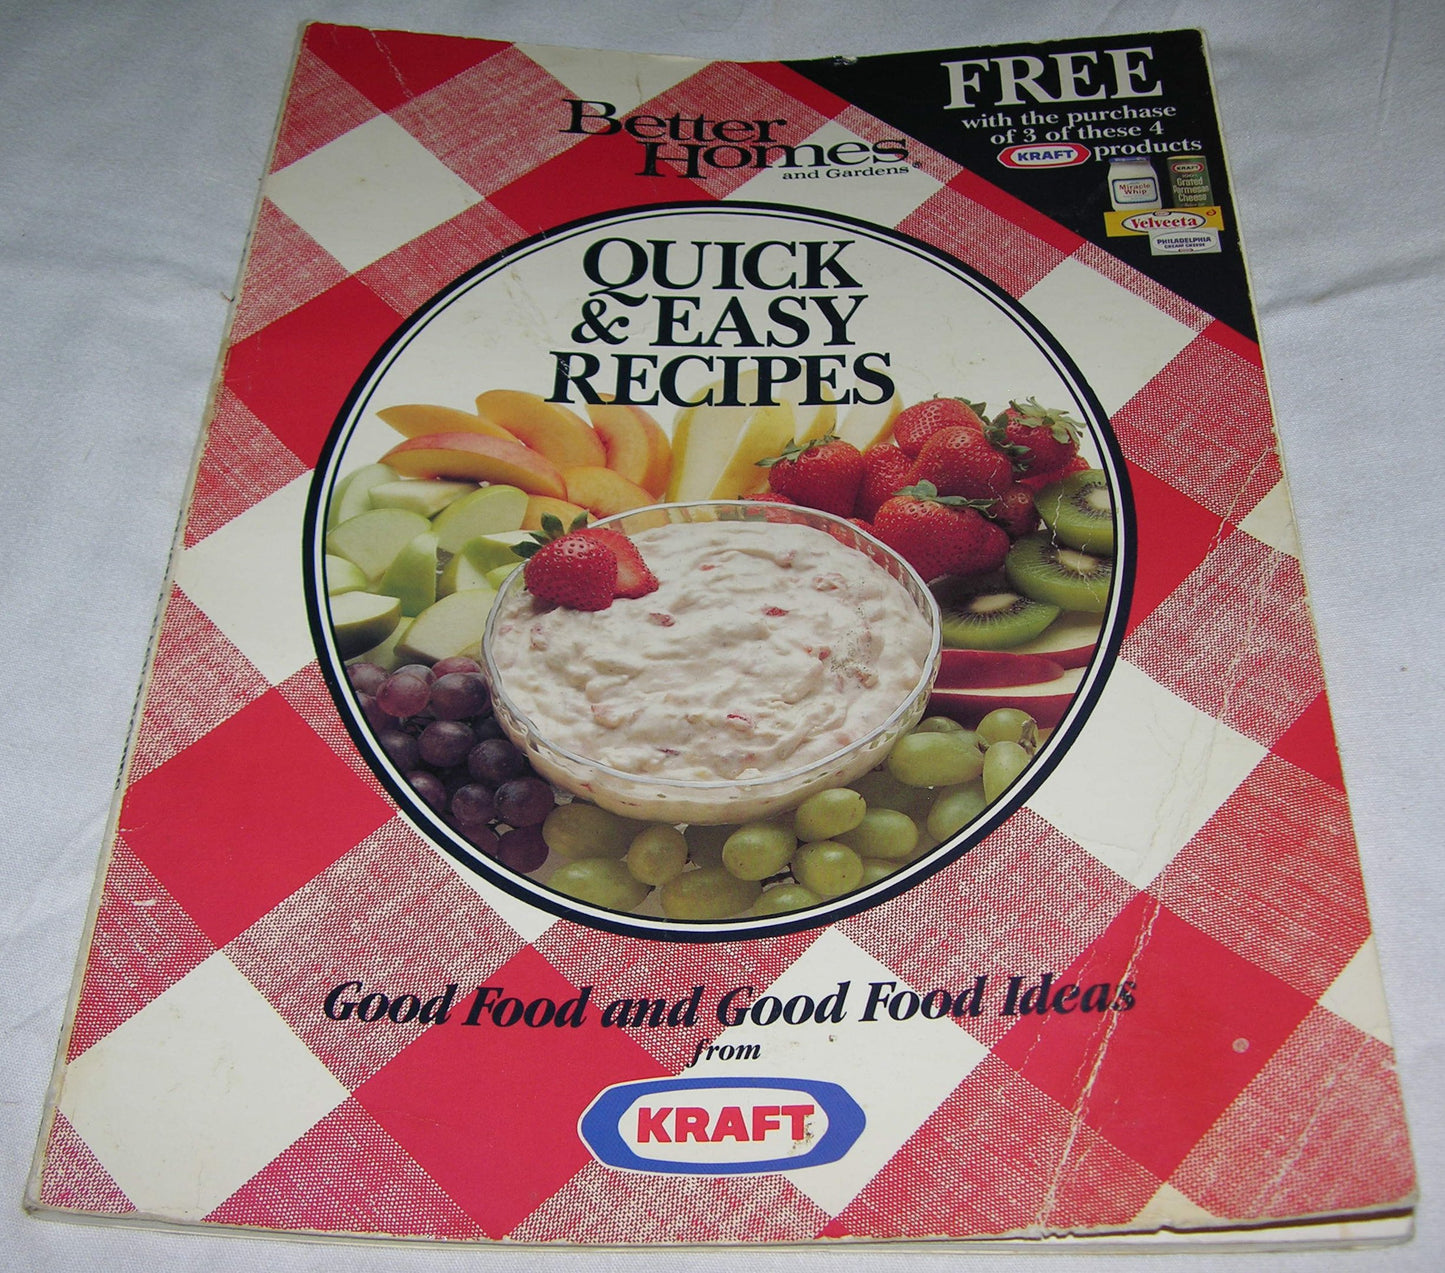 Better
Homes
and Gardens®
FREE
with the purchase
of 3 of these 4
KRAFT products
Miracle
Whip
KRAFT
100%
Grated
Parmesan
Cheese
Velveeta
PHILADELPHIA
CREAM CHEESE
QUICK
& EASY
RECIPES
Good Food and Good Food Ideas
from
KRAFT